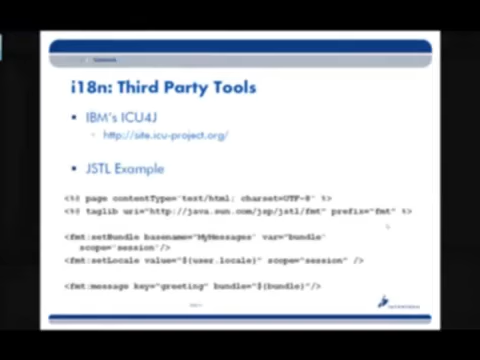 i18n: Third Party Tools
▪ IBM's ICU4J
◦ http://site.icu-project.org/
▪ JSTL Example
<%@ page contentType="text/html; charset=UTF-8" %>
<%@ taglib uri="http://java.sun.com/jsp/jstl/fmt" prefix="fmt" %>
<fmt:setBundle basename="MyMessages" var="bundle"
scope="session"/>
<fmt:setLocale value="${user.locale}" scope="session" />
<fmt:message key="greeting" bundle="${bundle}"/>